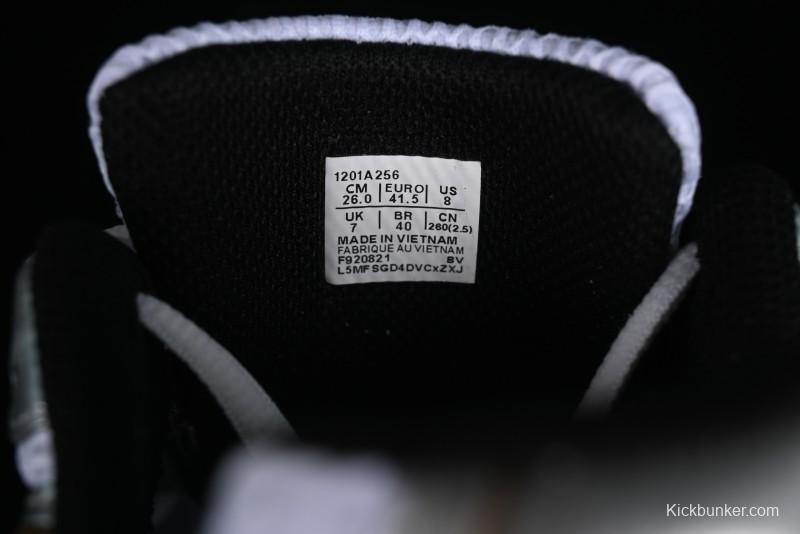 1201A256
CM | EURO | US
26.0 | 41.5 | 8
UK | BR | CN
7 | 40 | 260(2.5)
MADE IN VIETNAM
FABRIQUE AU VIETNAM
F920821 BV
L5MFSGD4DVCxZXJ
Kickbunker.com